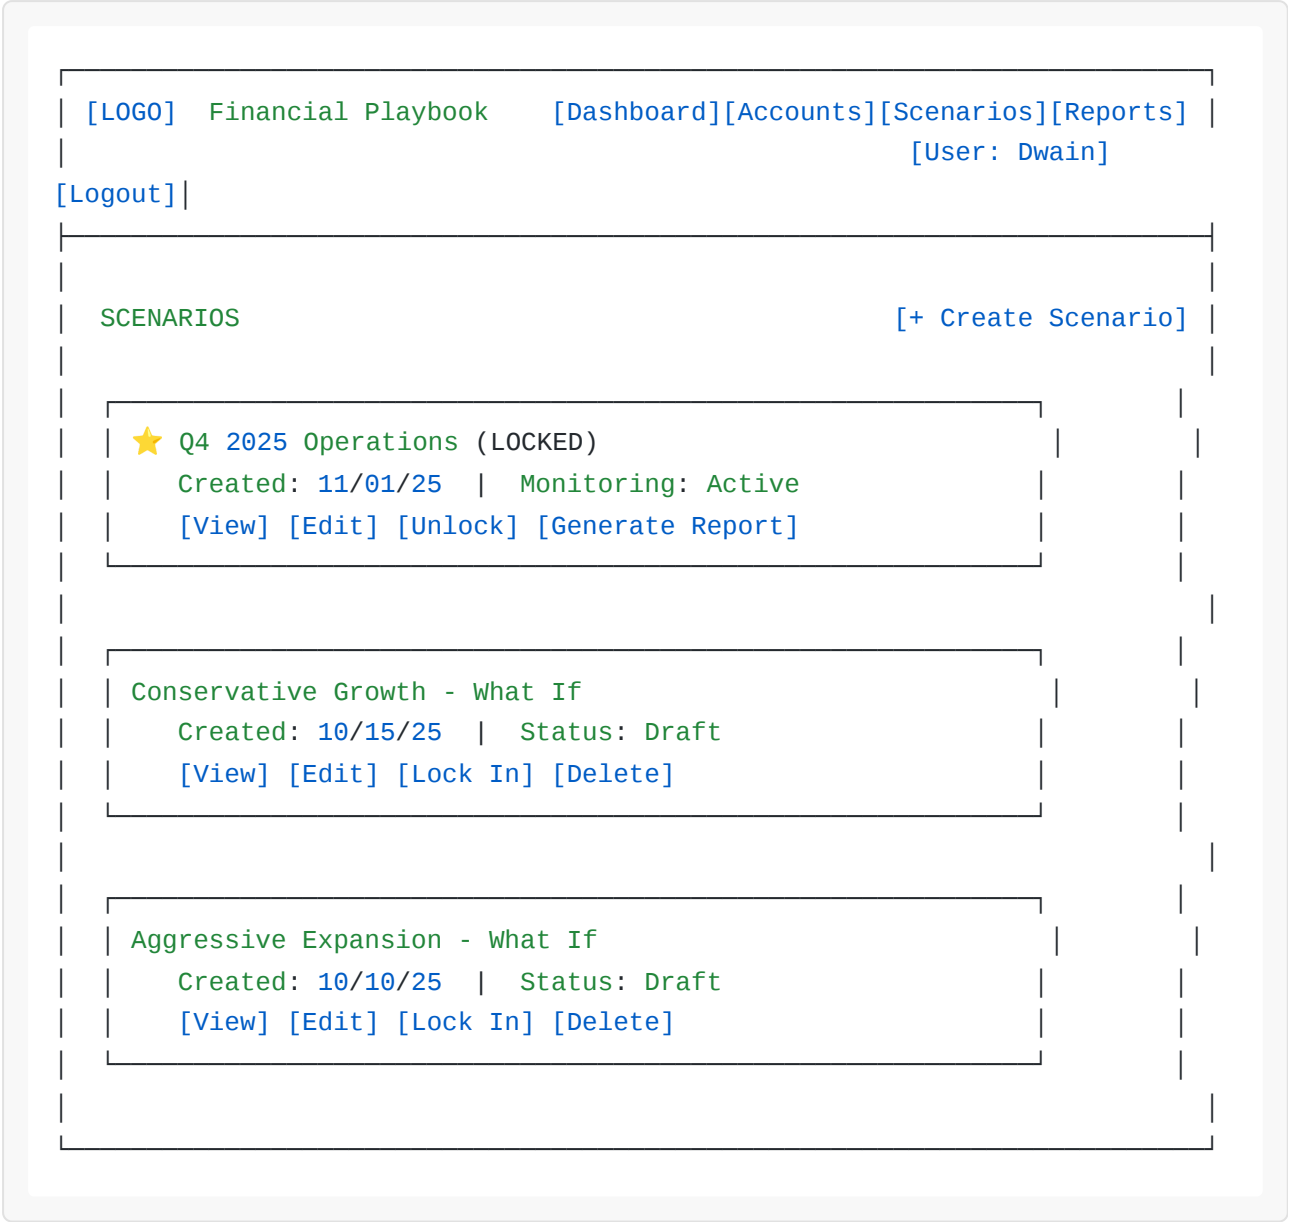 [LOGO]  Financial Playbook    [Dashboard][Accounts][Scenarios][Reports]
[User: Dwain]
[Logout]
SCENARIOS                                          [+ Create Scenario]
⭐ Q4 2025 Operations (LOCKED)
Created: 11/01/25  |  Monitoring: Active
[View] [Edit] [Unlock] [Generate Report]
Conservative Growth - What If
Created: 10/15/25  |  Status: Draft
[View] [Edit] [Lock In] [Delete]
Aggressive Expansion - What If
Created: 10/10/25  |  Status: Draft
[View] [Edit] [Lock In] [Delete]